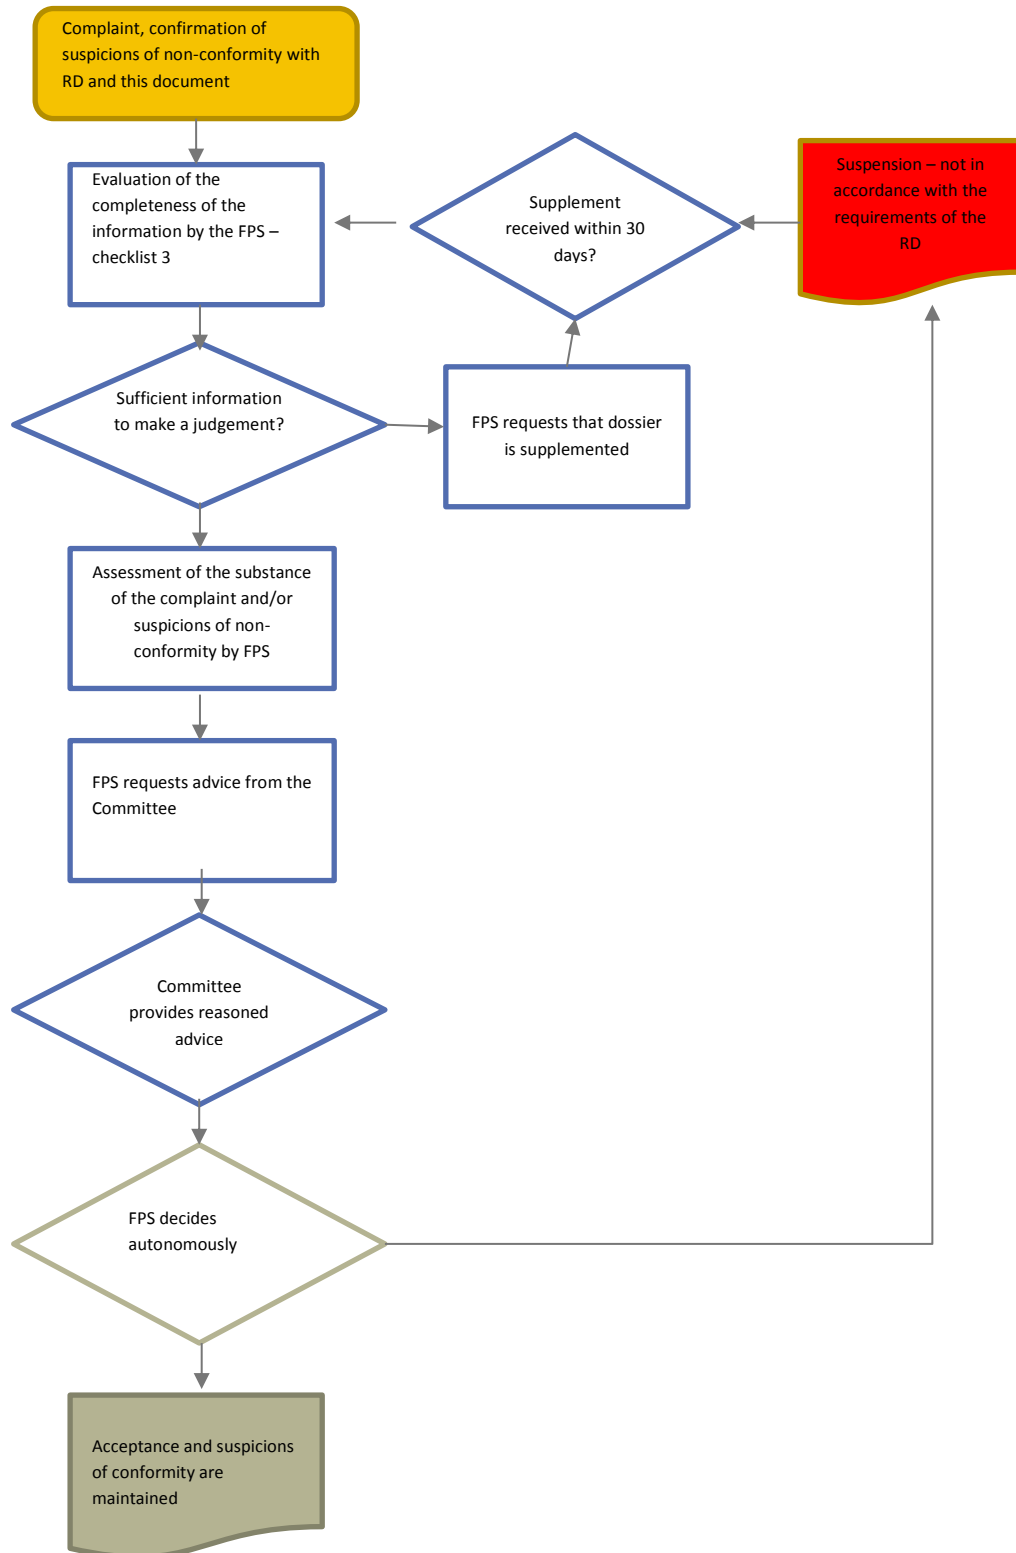 Complaint, confirmation of
suspicions of non-conformity with
RD and this document
Evaluation of the
completeness of the
information by the FPS –
checklist 3
Supplement
received within 30
days?
Suspension – not in
accordance with the
requirements of the
RD
Sufficient information
to make a judgement?
FPS requests that dossier
is supplemented
Assessment of the substance
of the complaint and/or
suspicions of non-
conformity by FPS
FPS requests advice from the
Committee
Committee
provides reasoned
advice
FPS decides
autonomously
Acceptance and suspicions
of conformity are
maintained